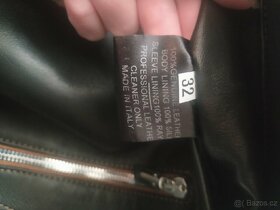 100% GENUINE LEATHER
BODY LINING 100% SILK
SLEEVE LINING 100% RAYON
PROFESSIONAL LEATHER
CLEANER ONLY
MADE IN ITALY
32
Bazos.cz